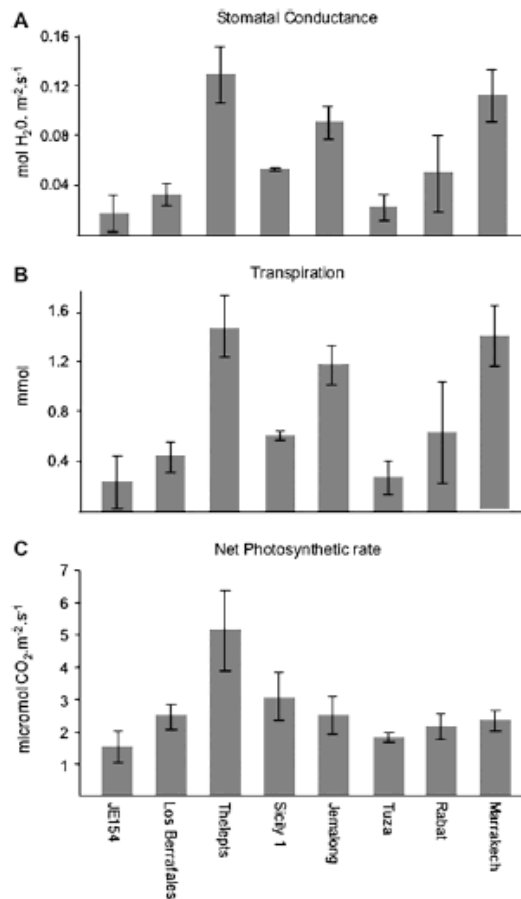 A
Stomatal Conductance
mol H₂0. m⁻².s⁻¹
0.16
0.12
0.08
0.04
B
Transpiration
mmol
1.6
1.2
0.8
0.4
C
Net Photosynthetic rate
micromol CO₂.m⁻².s⁻¹
7
6
5
4
3
2
1
JE154
Los Berrafales
Thelepts
Sicily 1
Jemalong
Tuza
Rabat
Marrakech